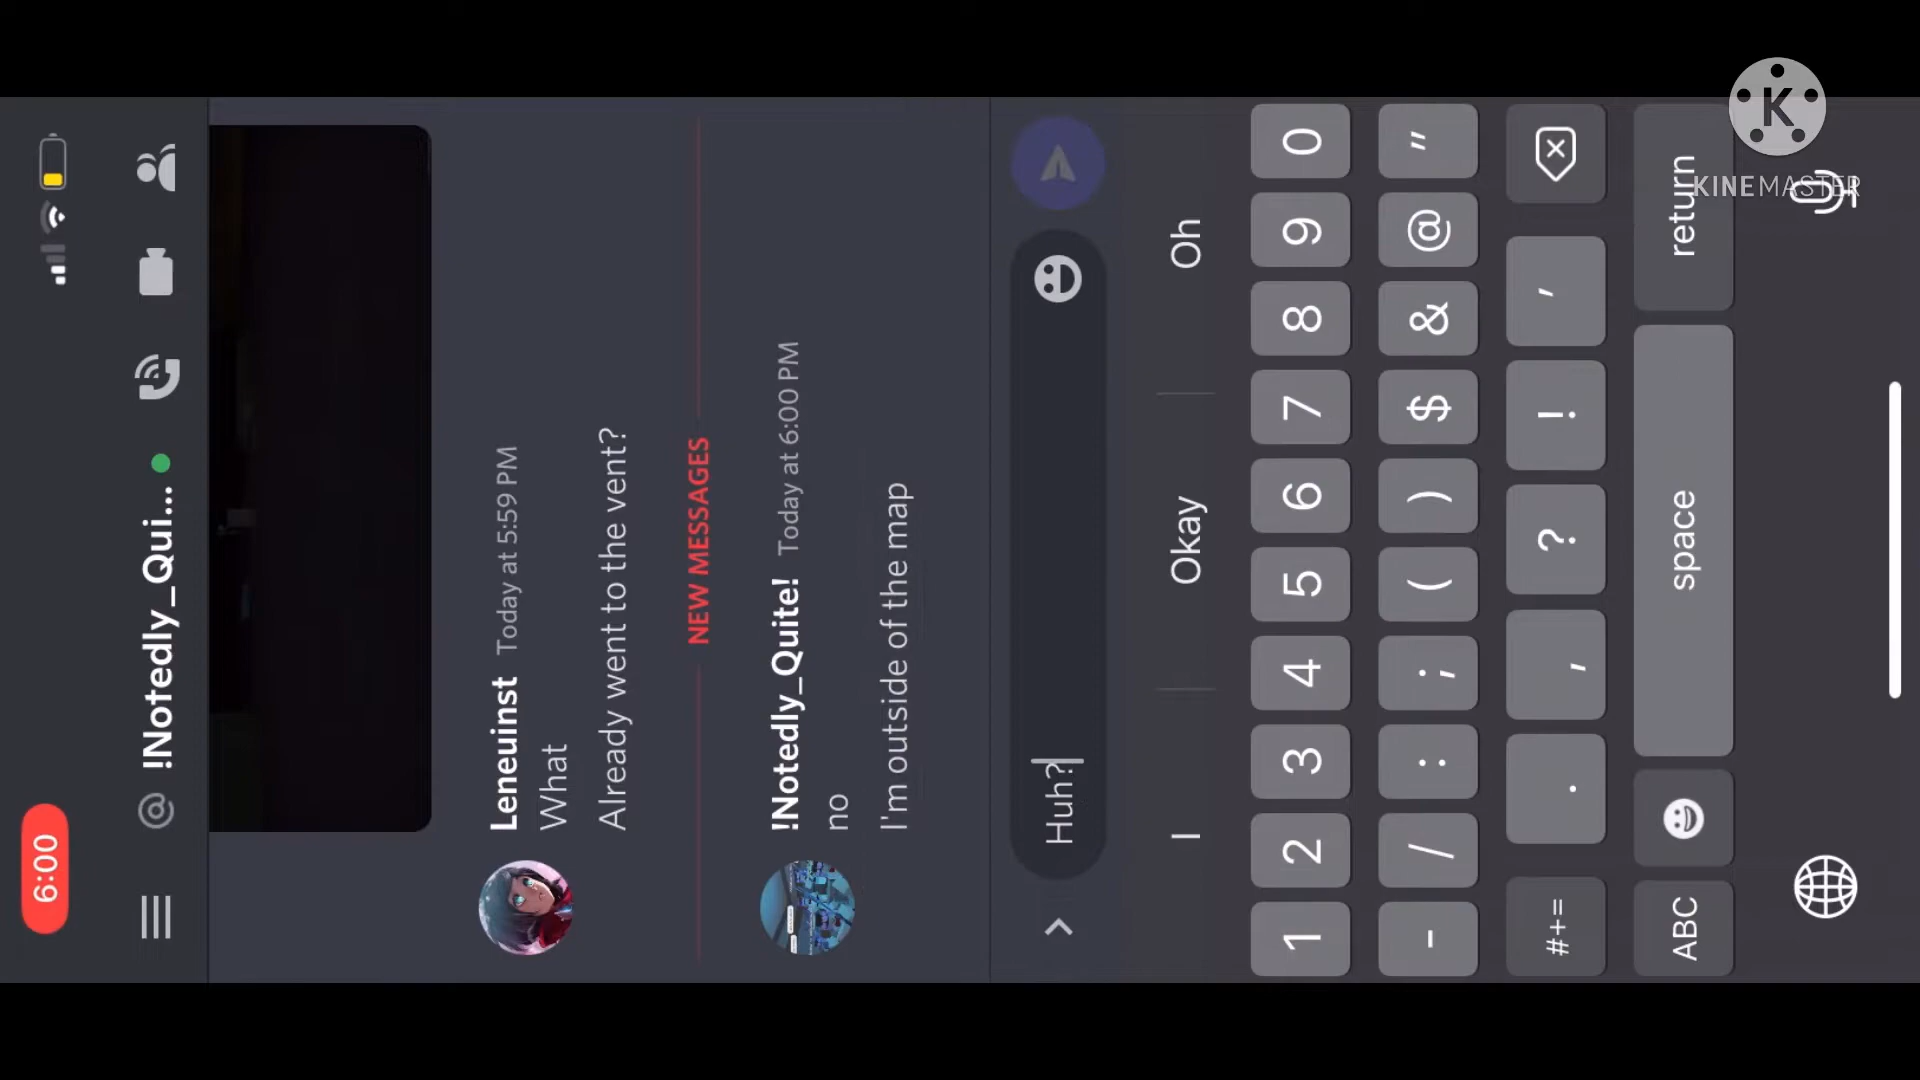 6:00
@ !Notedly_Qui...
Leneuinst Today at 5:59 PM
What
Already went to the vent?
NEW MESSAGES
!Notedly_Quite! Today at 6:00 PM
no
I'm outside of the map
Huh?
I Okay Oh
1 2 3 4 5 6 7 8 9 0
- / : ; ( ) $ & @ "
#+= . , ? ! '
ABC space return
K
KINEMASTER